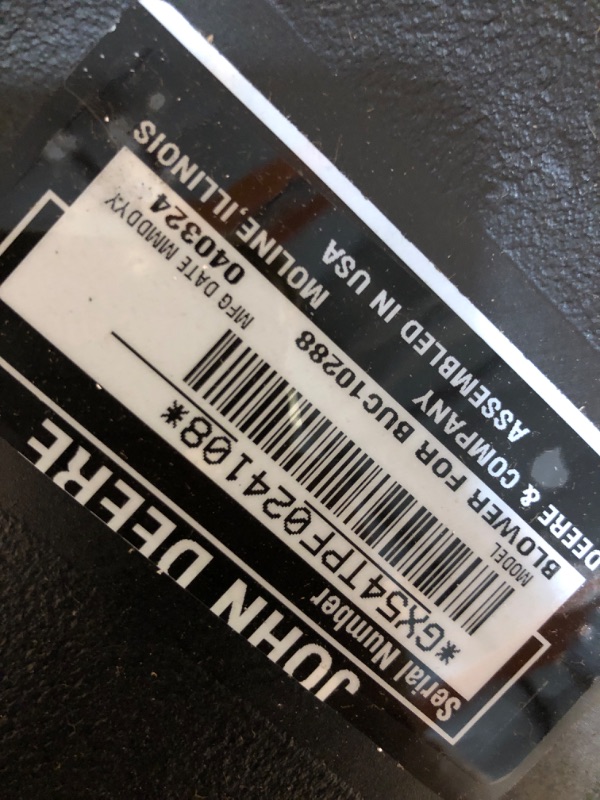 JOHN DEERE
Serial Number
*GX54TPF024108*
MODEL
BLOWER FOR BUC10288
MFG DATE MMDDYY
040324
DEERE & COMPANY MOLINE, ILLINOIS
ASSEMBLED IN USA